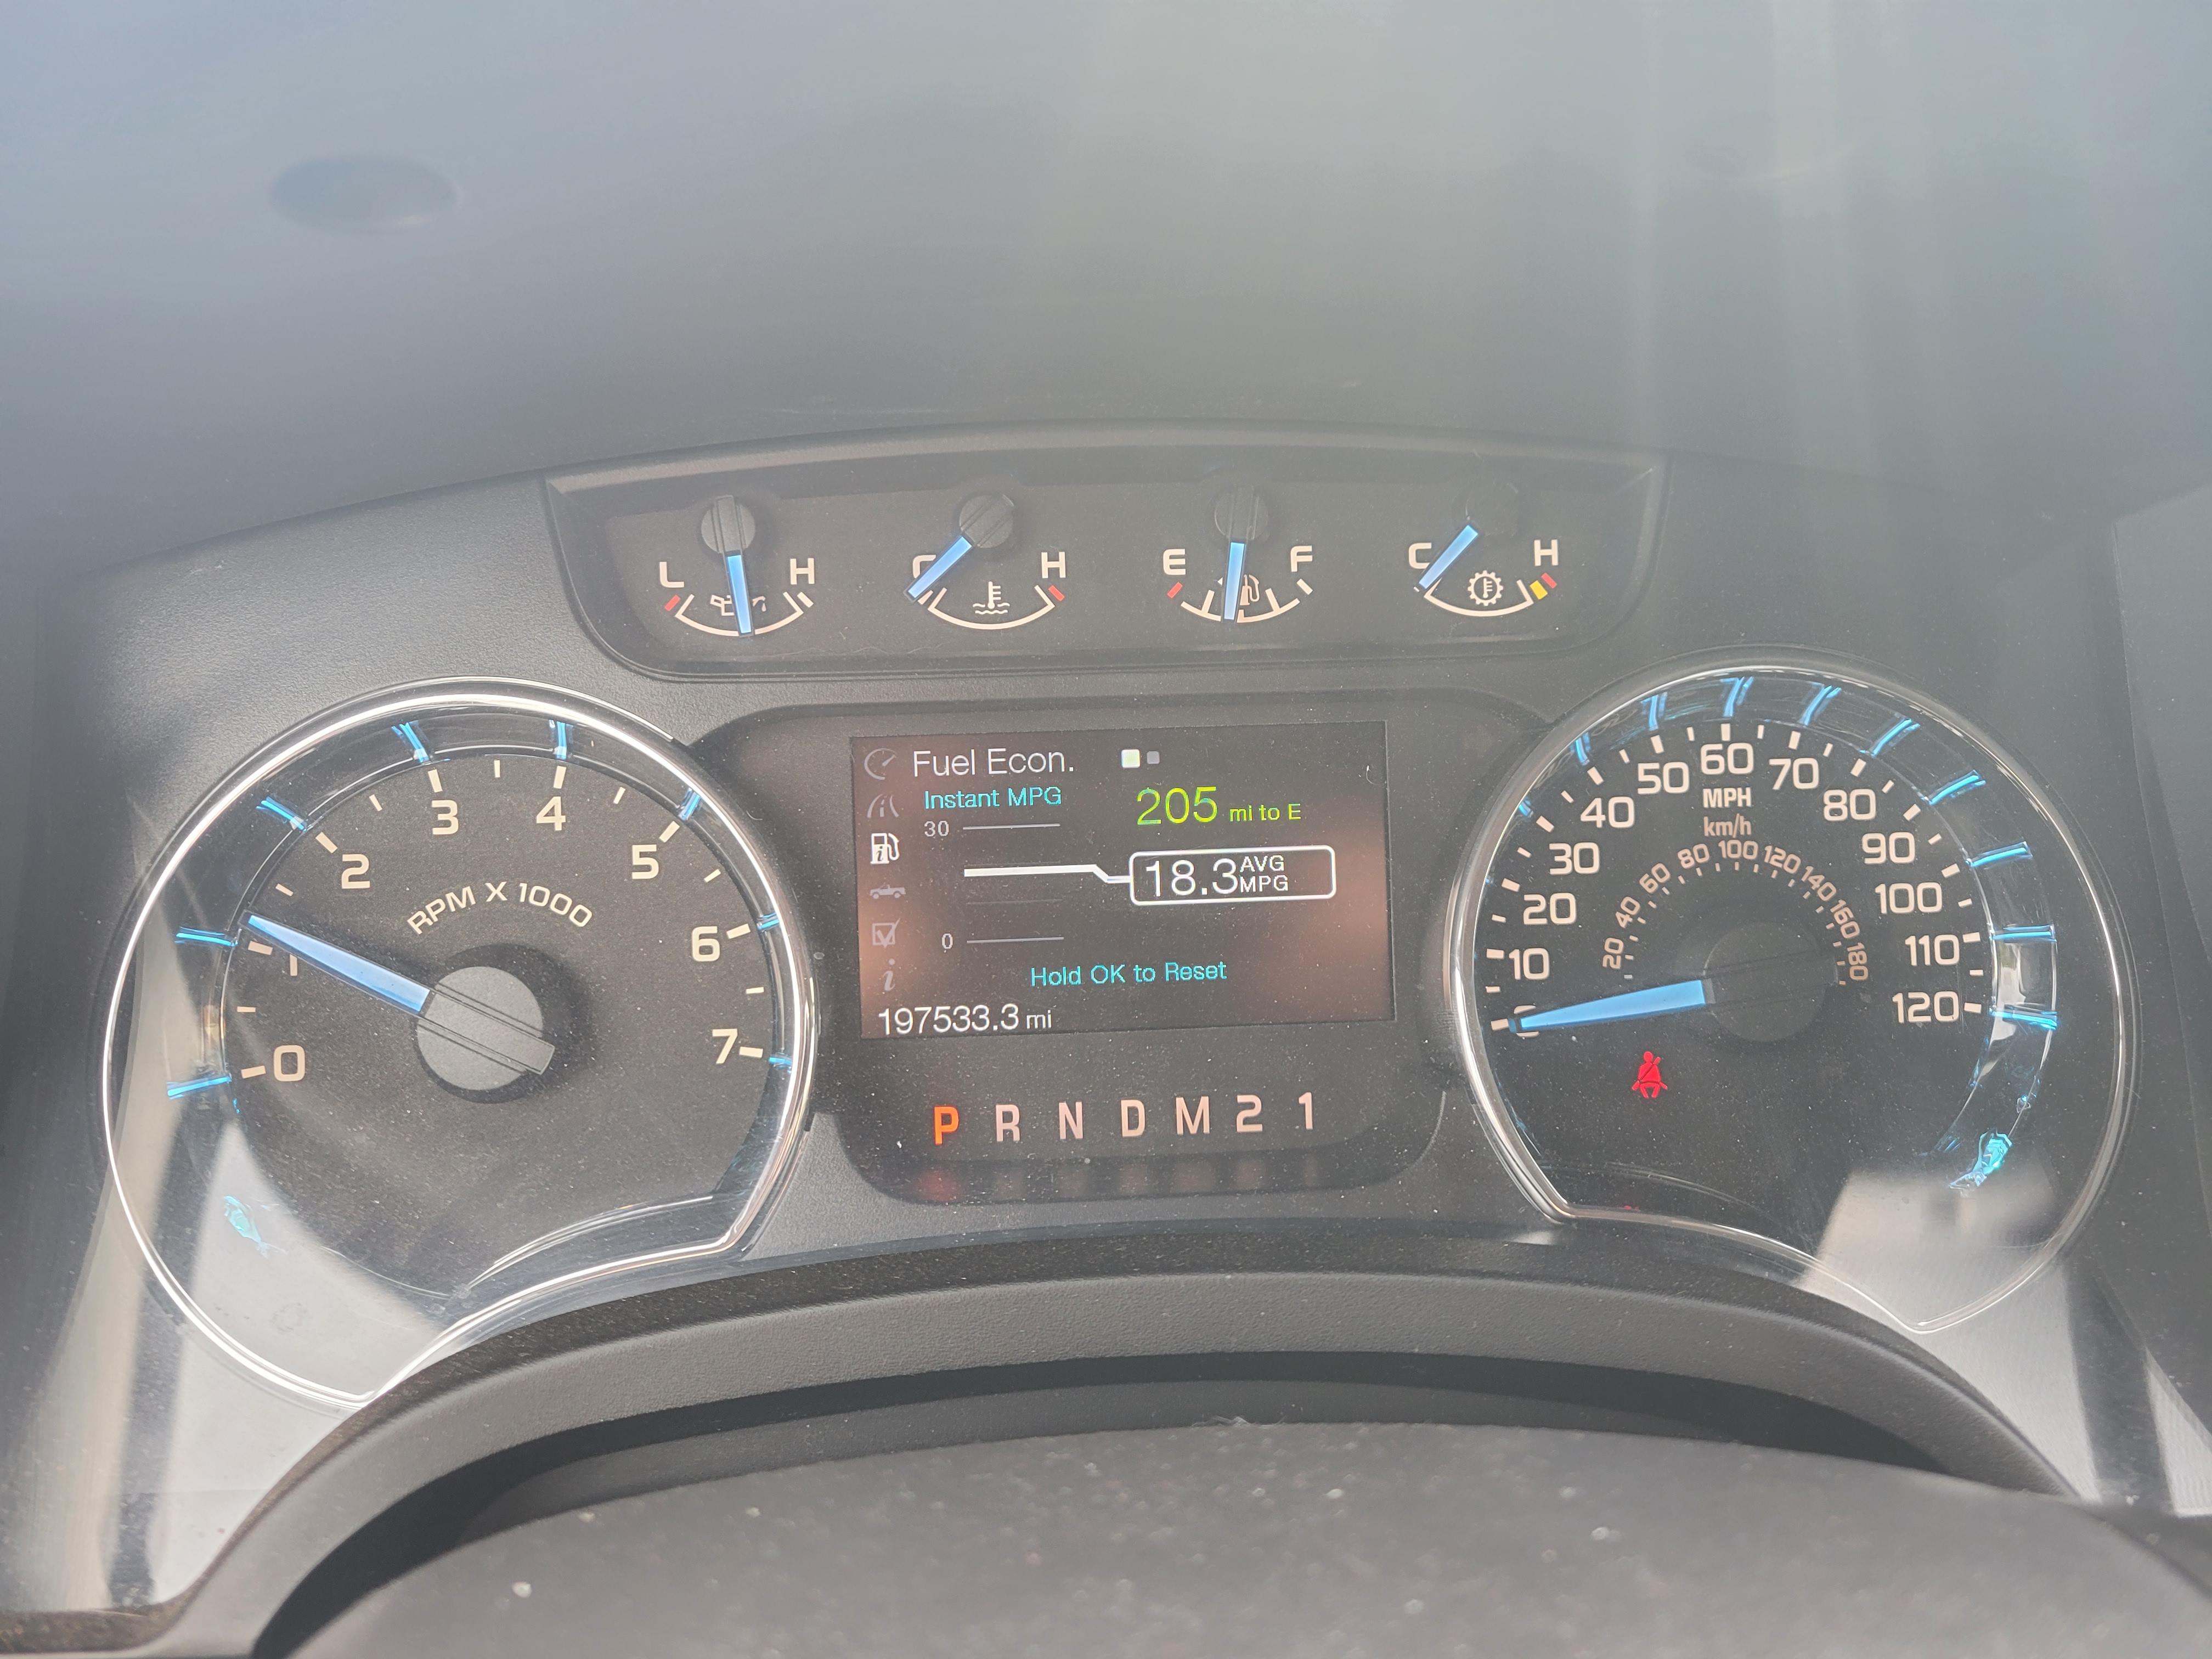 L H
H
E F
C H
Fuel Econ.
Instant MPG
205 mi to E
30
18.3 AVG MPG
0
Hold OK to Reset
197533.3 mi
P R N D M 2 1
0 1 2 3 4 5 6 7
RPM X 1000
10 20 30 40 50 60 70 80 90 100 110 120
MPH
km/h
20 40 60 80 100 120 140 160 180